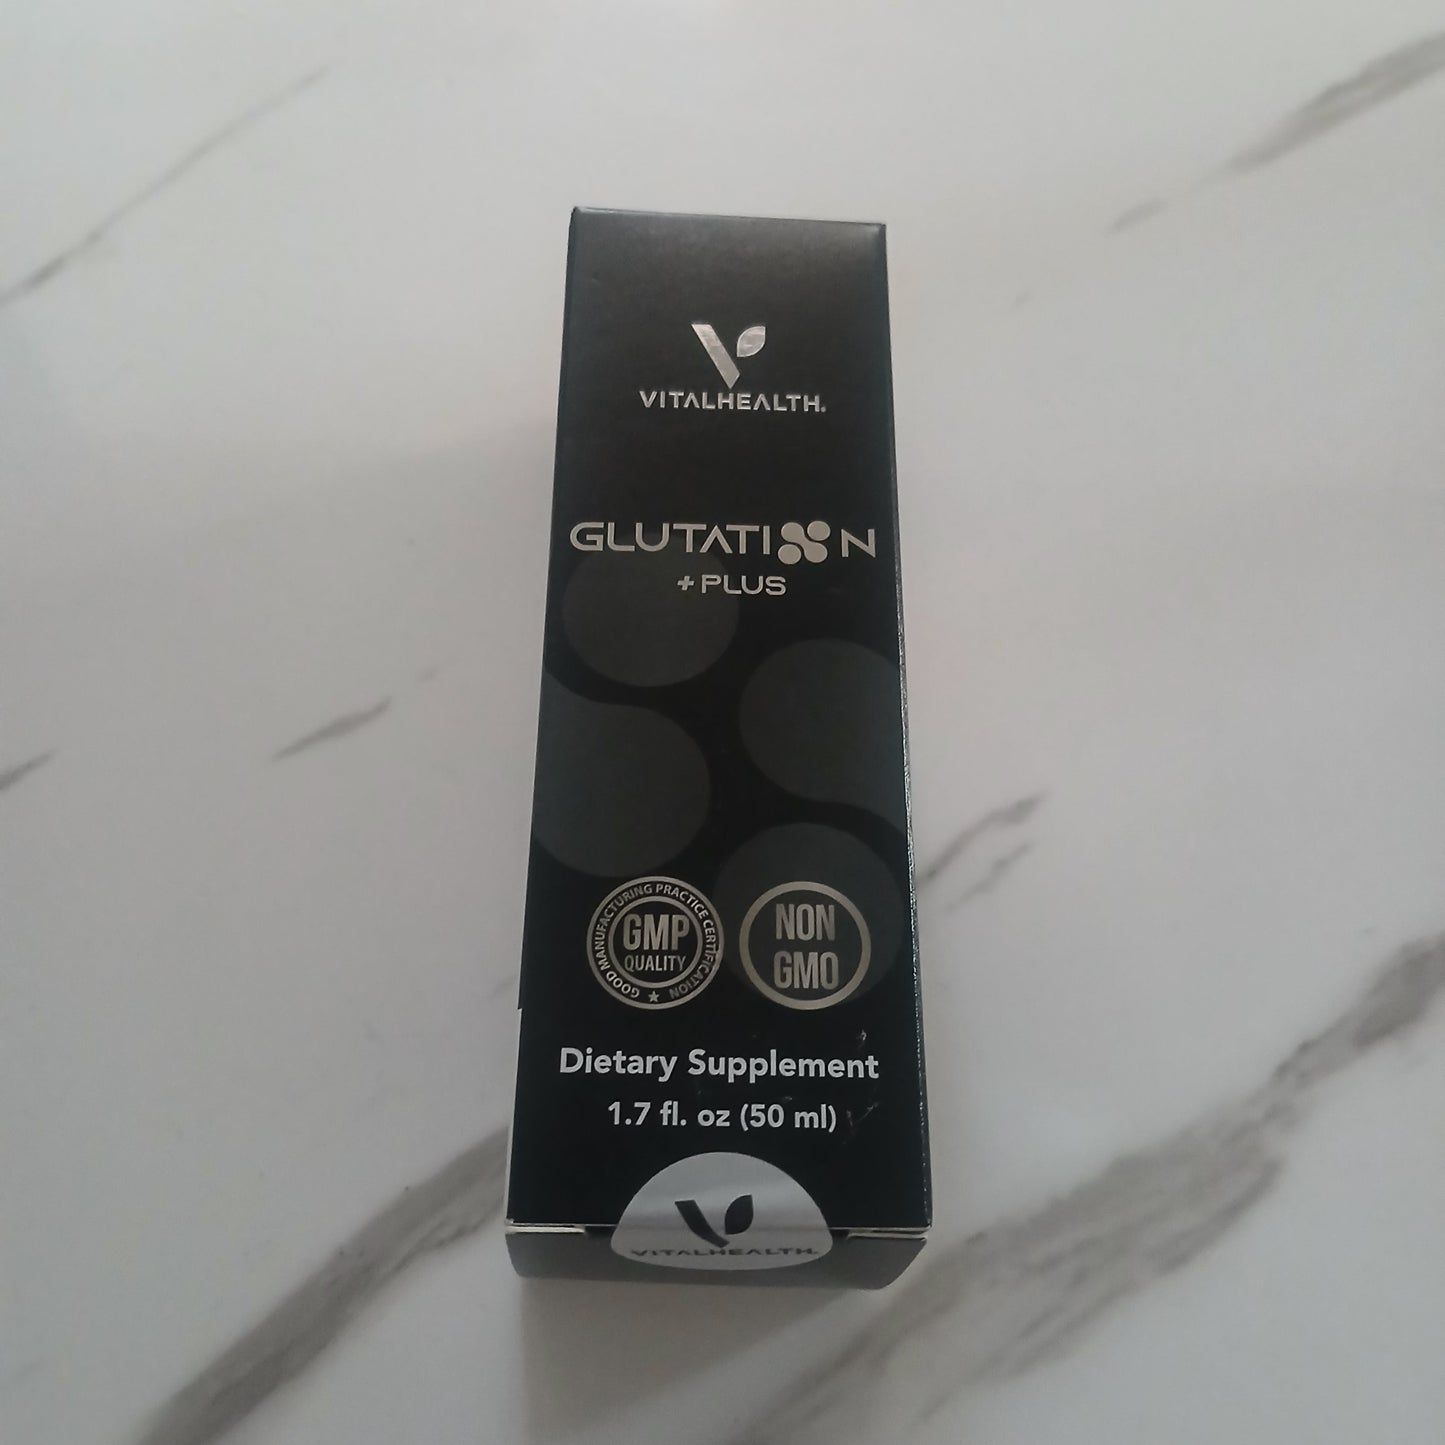 VITALHEALTH.
GLUTATION
+ PLUS
GOOD MANUFACTURING PRACTICE CERTIFICATION
GMP
QUALITY
NON
GMO
Dietary Supplement
1.7 fl. oz (50 ml)
VITALHEALTH.